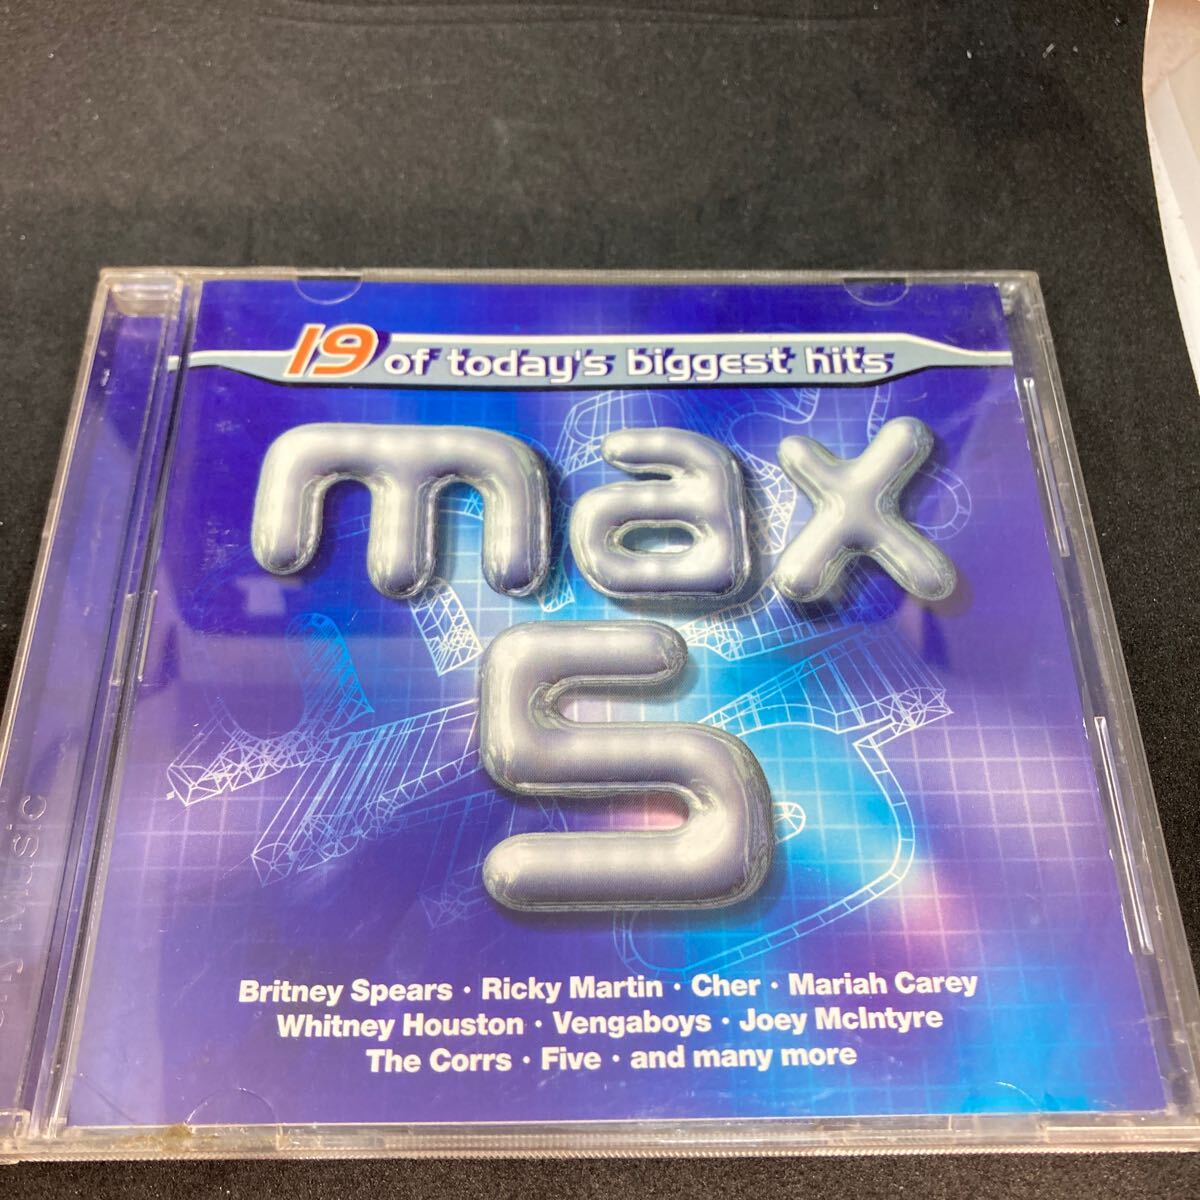 19 of today's biggest hits
max
5
Britney Spears · Ricky Martin · Cher · Mariah Carey
Whitney Houston · Vengaboys · Joey McIntyre
The Corrs · Five · and many more
Music